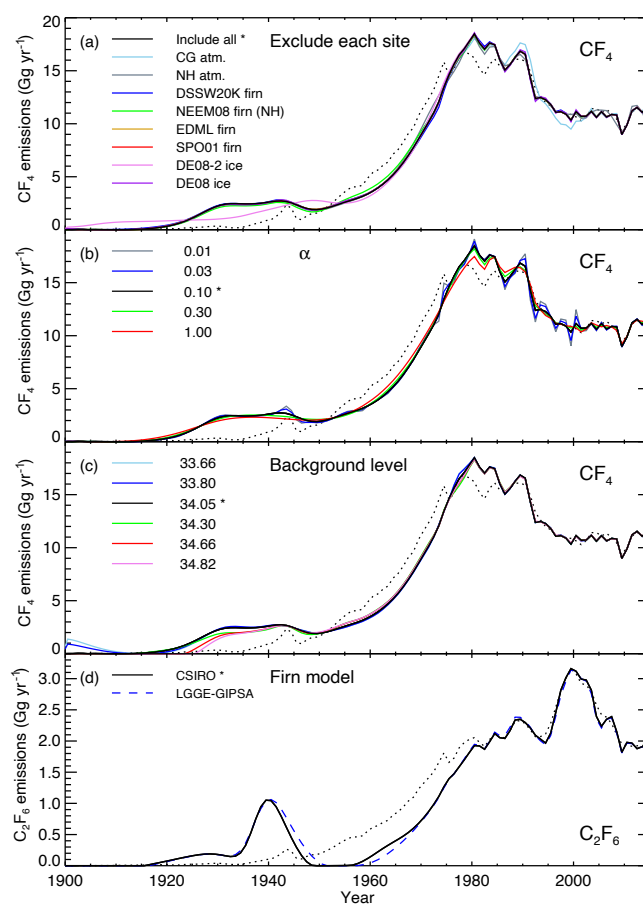 (a)
Exclude each site
CF4
Include all *
CG atm.
NH atm.
DSSW20K firn
NEEM08 firn (NH)
EDML firn
SPO01 firn
DE08-2 ice
DE08 ice
CF4 emissions (Gg yr-1)
20
15
10
5
0
(b)
α
CF4
0.01
0.03
0.10 *
0.30
1.00
CF4 emissions (Gg yr-1)
15
10
5
0
(c)
Background level
CF4
33.66
33.80
34.05 *
34.30
34.66
34.82
CF4 emissions (Gg yr-1)
15
10
5
0
(d)
Firn model
CSIRO *
LGGE-GIPSA
C2F6
C2F6 emissions (Gg yr-1)
3.0
2.5
2.0
1.5
1.0
0.5
0.0
1900 1920 1940 1960 1980 2000
Year